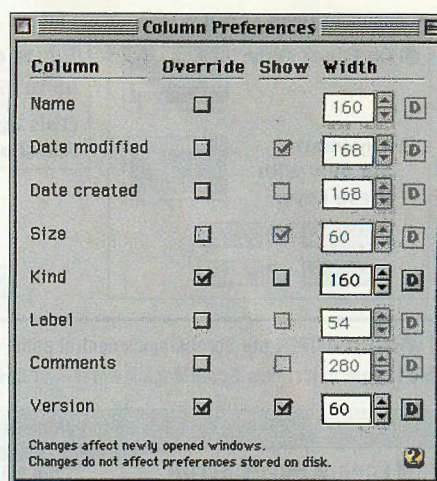 Column Preferences
Column Override Show Width
Name 160 D
Date modified 168 D
Date created 168 D
Size 60 D
Kind 160 D
Label 54 D
Comments 280 D
Version 60 D
Changes affect newly opened windows.
Changes do not affect preferences stored on disk.
?